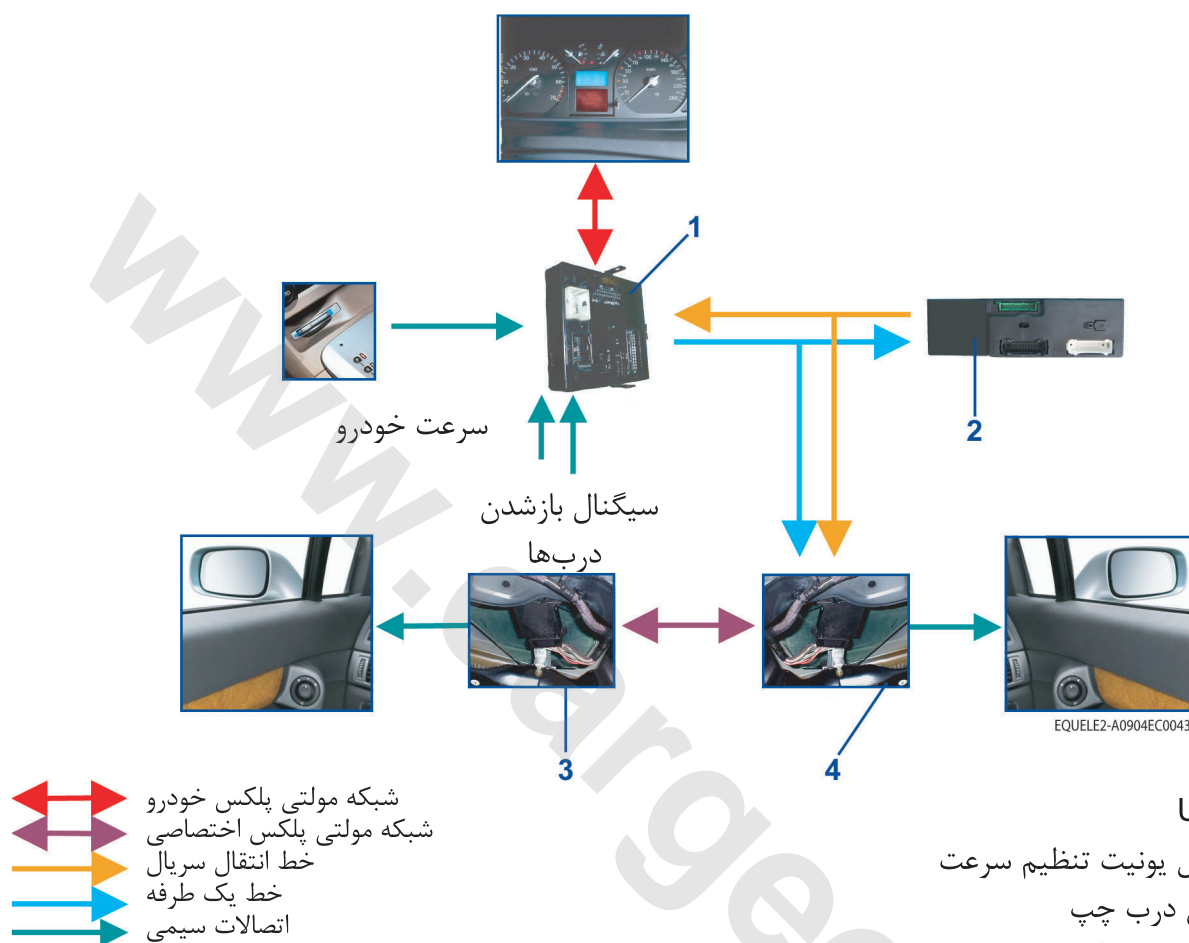 1
2
سرعت خودرو
سیگنال بازشدن
درب‌ها
EQUELE2-A0904EC0043
3
4
شبکه مولتی پلکس خودرو
شبکه مولتی پلکس اختصاصی
خط انتقال سریال
خط یک طرفه
اتصالات سیمی
یونیت تنظیم سرعت
درب چپ